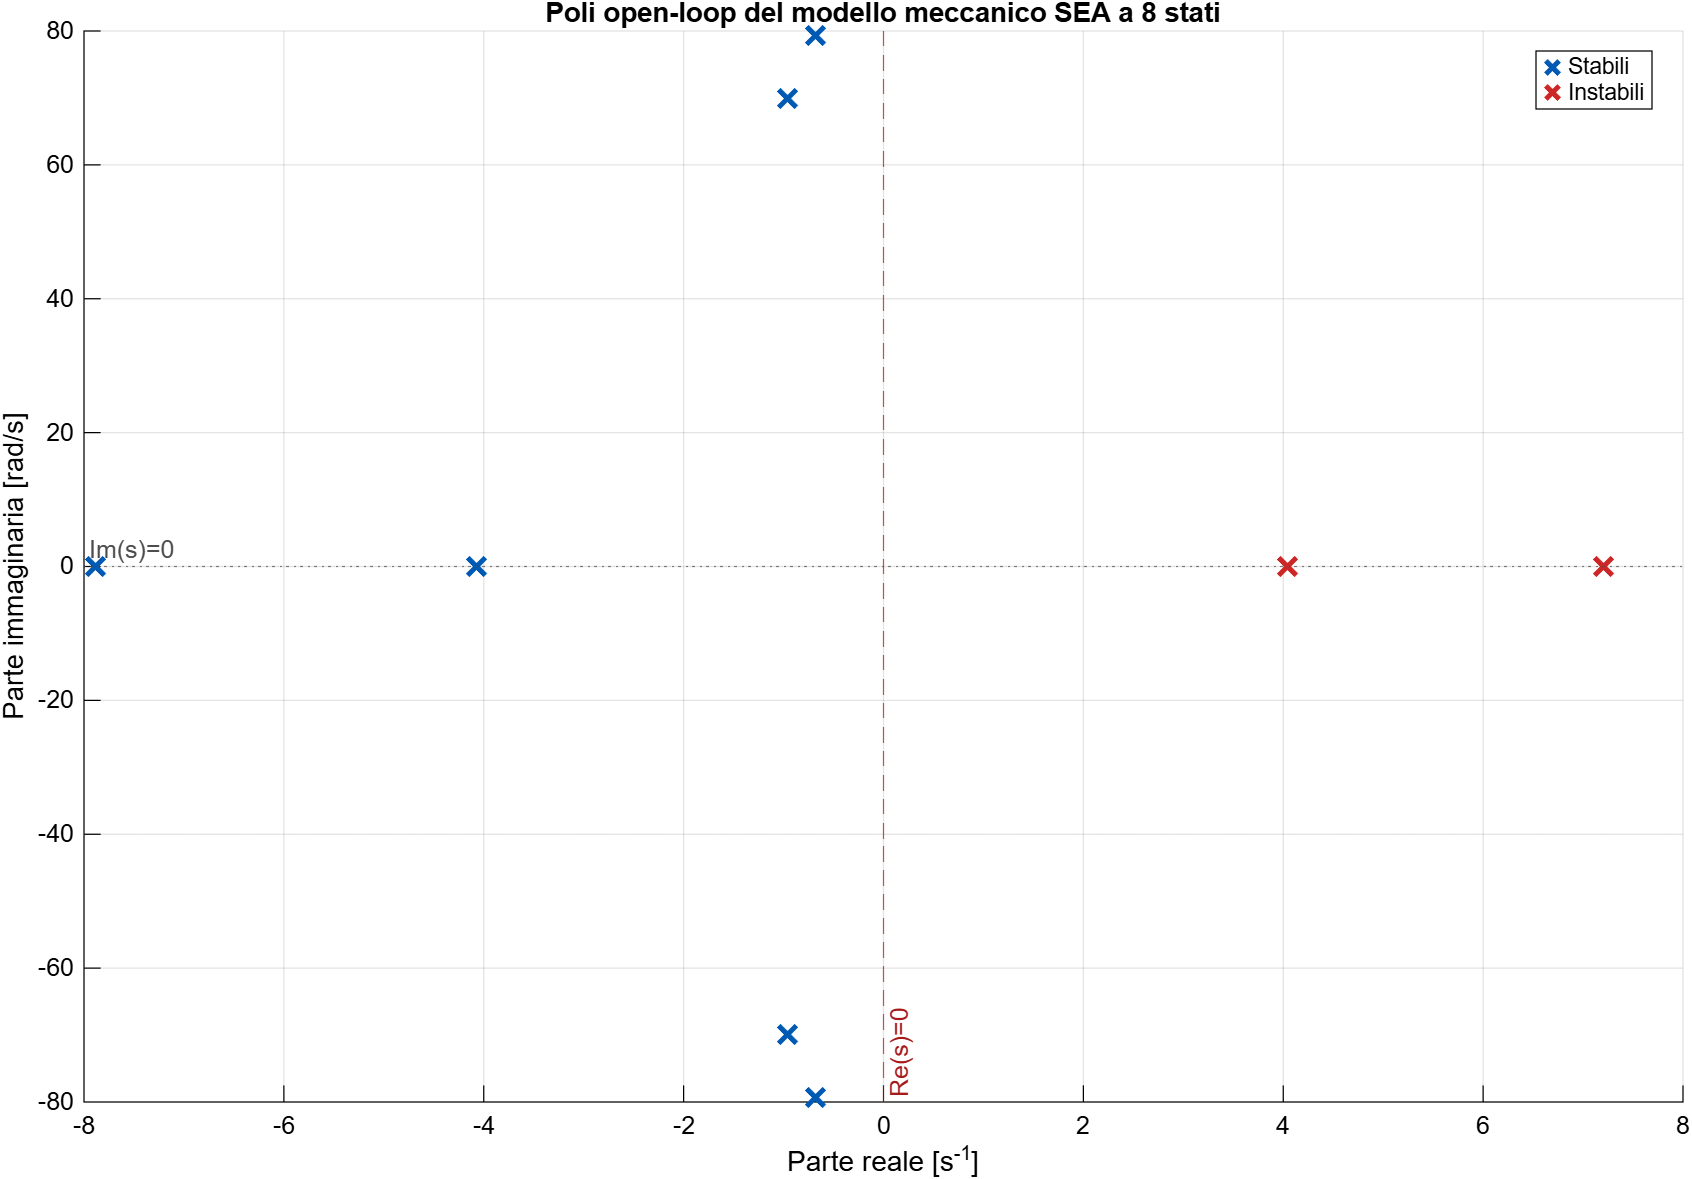 Poli open-loop del modello meccanico SEA a 8 stati
Stabili
Instabili
80
60
40
20
0
-20
-40
-60
-80
Parte immaginaria [rad/s]
Im(s)=0
Re(s)=0
-8
-6
-4
-2
0
2
4
6
8
Parte reale [s⁻¹]